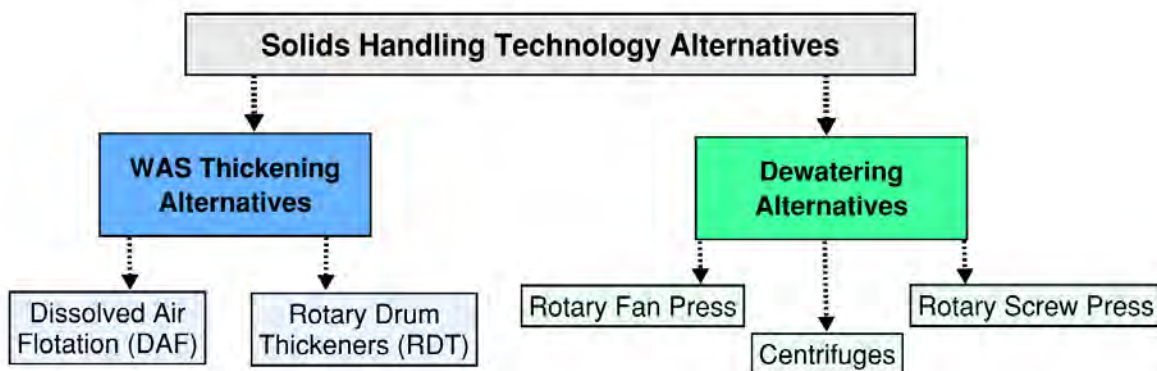 Solids Handling Technology Alternatives
WAS Thickening
Alternatives
Dewatering
Alternatives
Dissolved Air
Flotation (DAF)
Rotary Drum
Thickeners (RDT)
Rotary Fan Press
Centrifuges
Rotary Screw Press